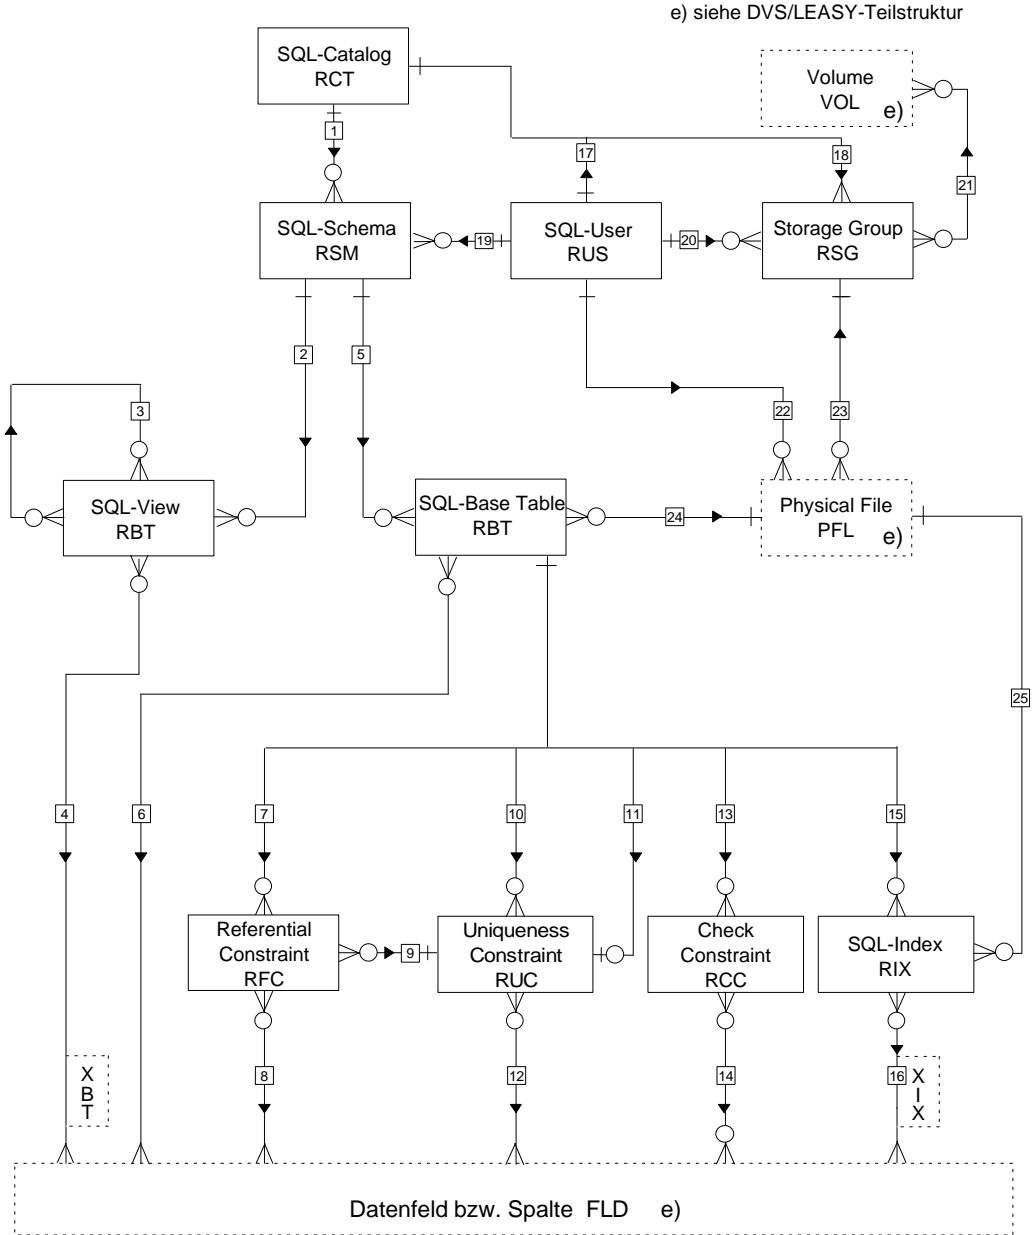 e) siehe DVS/LEASY-Teilstruktur
SQL-Catalog
RCT
Volume
VOL
e)
1
17
18
21
SQL-Schema
RSM
19
SQL-User
RUS
20
Storage Group
RSG
2
5
3
22
23
SQL-View
RBT
SQL-Base Table
RBT
24
Physical File
PFL
e)
25
4
6
7
10
11
13
15
Referential
Constraint
RFC
9
Uniqueness
Constraint
RUC
Check
Constraint
RCC
SQL-Index
RIX
8
12
14
16
X
B
T
X
I
X
Datenfeld bzw. Spalte FLD e)